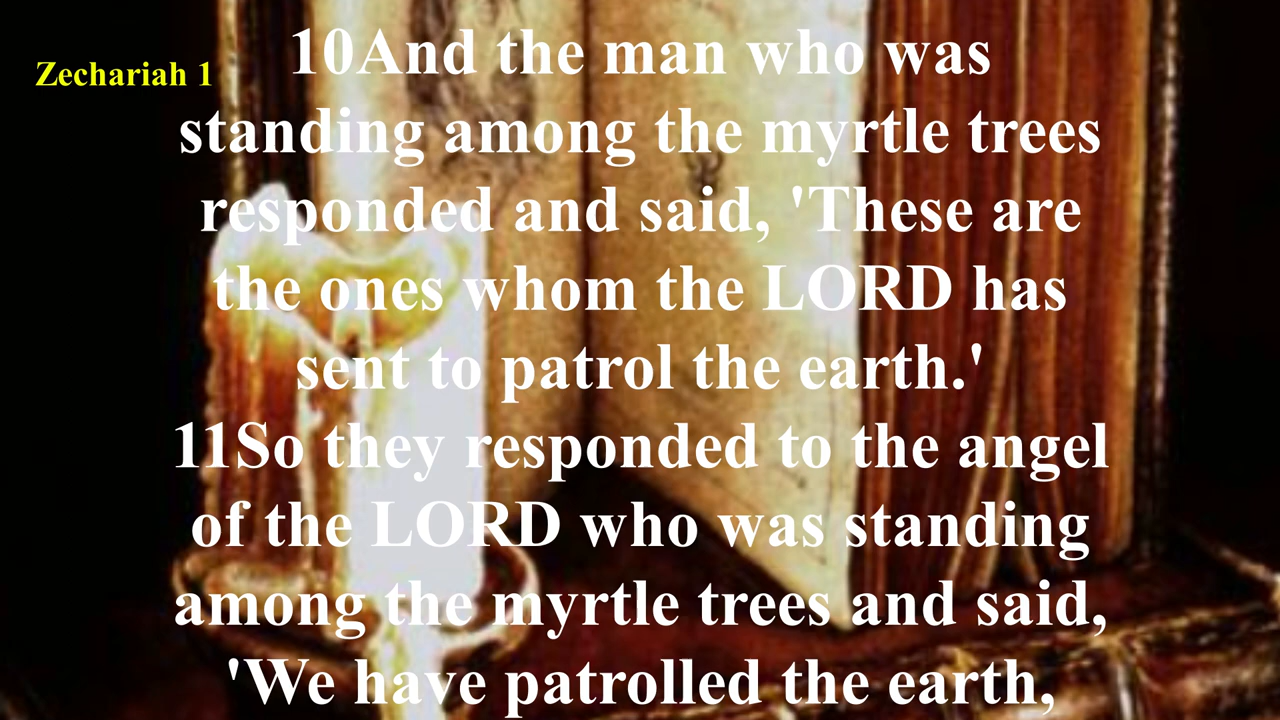 Zechariah 1
10And the man who was
standing among the myrtle trees
responded and said, 'These are
the ones whom the LORD has
sent to patrol the earth.'
11So they responded to the angel
of the LORD who was standing
among the myrtle trees and said,
'We have patrolled the earth,